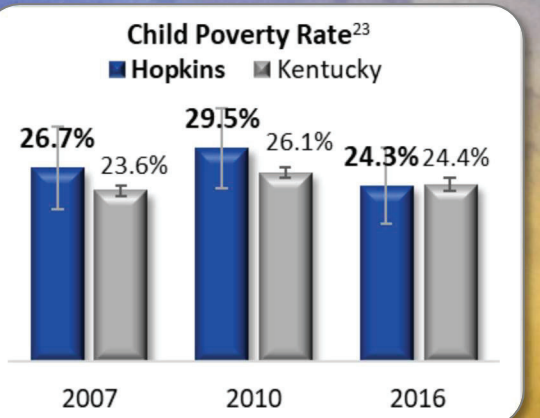 Child Poverty Rate23
Hopkins Kentucky
26.7% 23.6%
29.5% 26.1%
24.3% 24.4%
2007 2010 2016